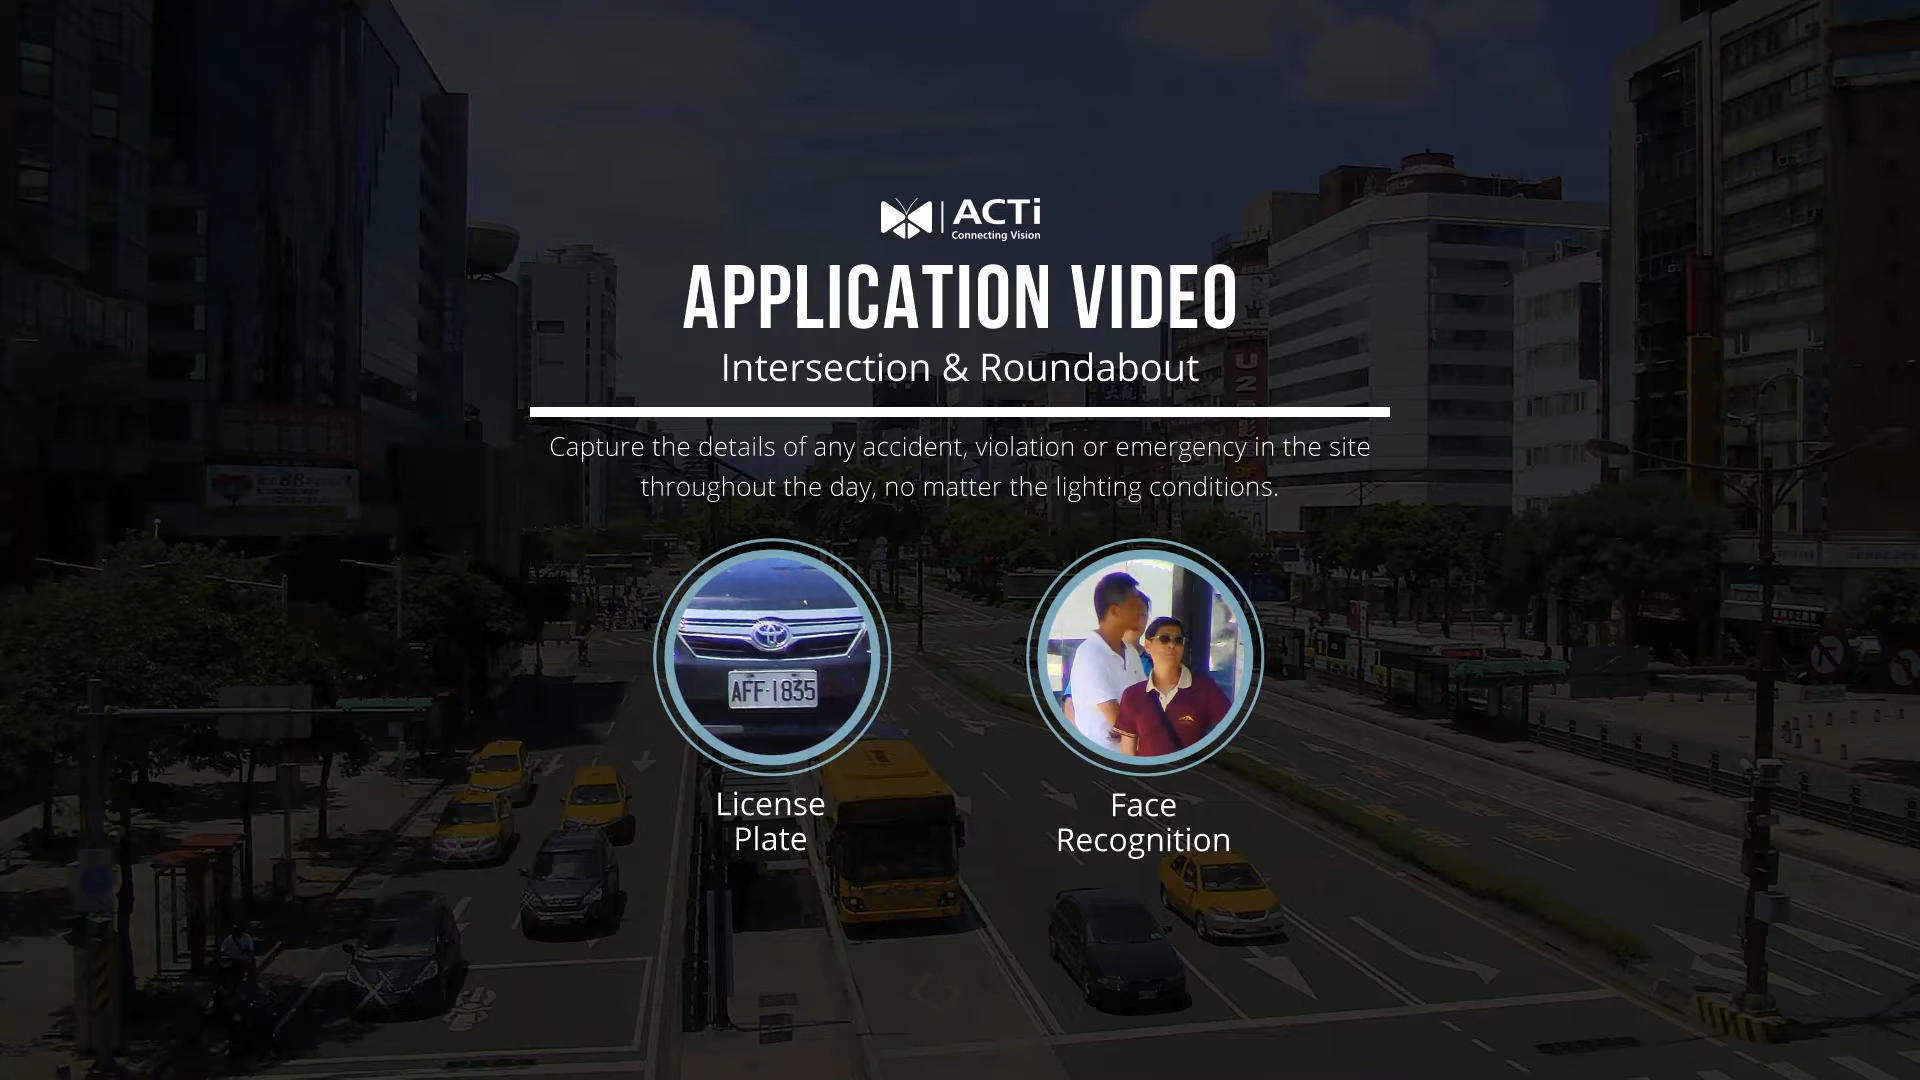 ACTi
Connecting Vision
APPLICATION VIDEO
Intersection & Roundabout
Capture the details of any accident, violation or emergency in the site
throughout the day, no matter the lighting conditions.
88
AFF-1835
License
Plate
Face
Recognition